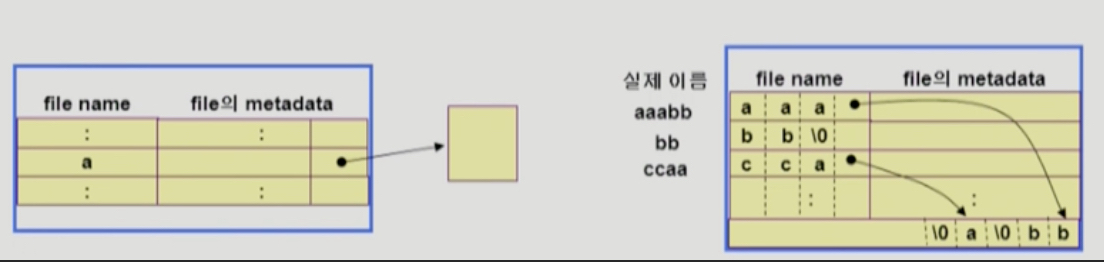 file name file의 metadata
: :
a
: :
실제 이름
aaabb
bb
ccaa
file name file의 metadata
a a a
b b \0
c c a
: :
\0 a \0 b b